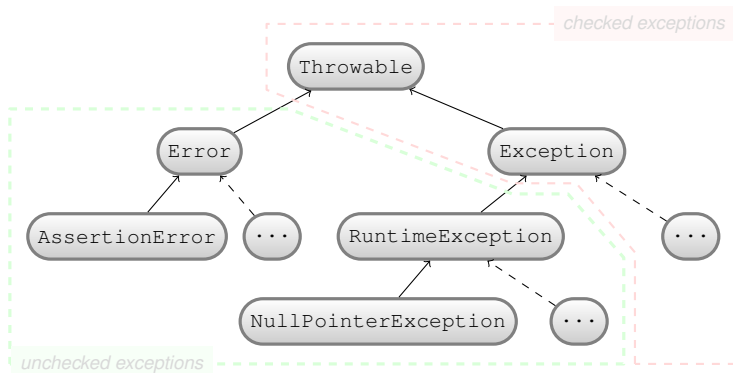 checked exceptions
Throwable
Error
Exception
AssertionError
...
RuntimeException
...
NullPointerException
...
unchecked exceptions